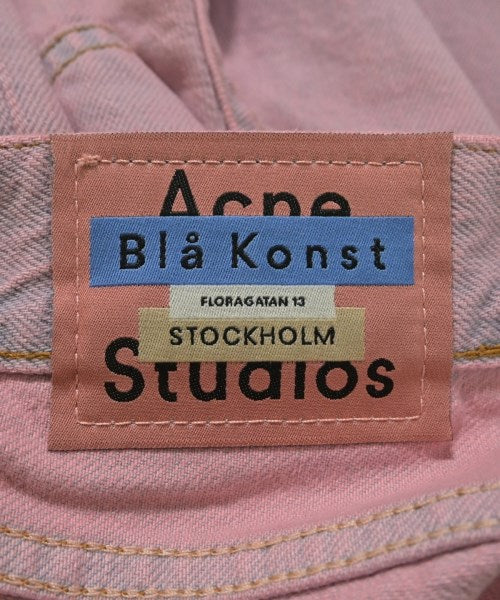 Acne
Blå Konst
FLORAGATAN 13
STOCKHOLM
Studios